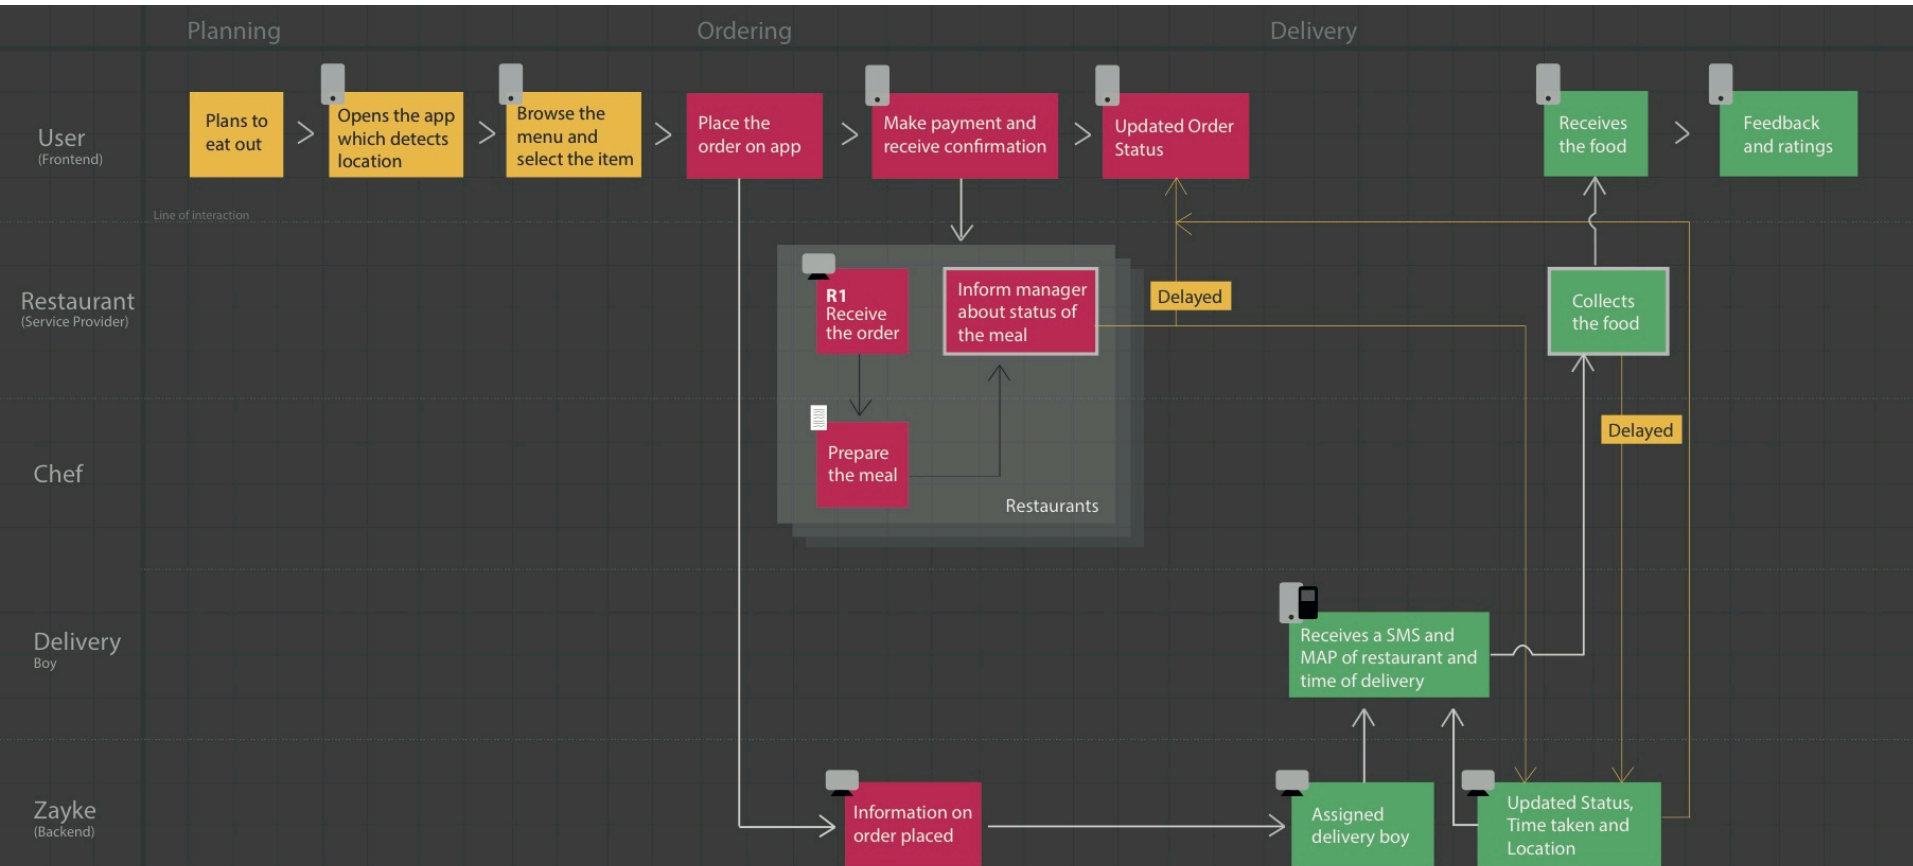 Planning
Ordering
Delivery
User
(Frontend)
Plans to
eat out
Opens the app
which detects
location
Browse the
menu and
select the item
Place the
order on app
Make payment and
receive confirmation
Updated Order
Status
Receives
the food
Feedback
and ratings
Line of interaction
Restaurant
(Service Provider)
R1
Receive
the order
Inform manager
about status of
the meal
Delayed
Collects
the food
Delayed
Chef
Prepare
the meal
Restaurants
Delivery
Boy
Receives a SMS and
MAP of restaurant and
time of delivery
Zayke
(Backend)
Information on
order placed
Assigned
delivery boy
Updated Status,
Time taken and
Location